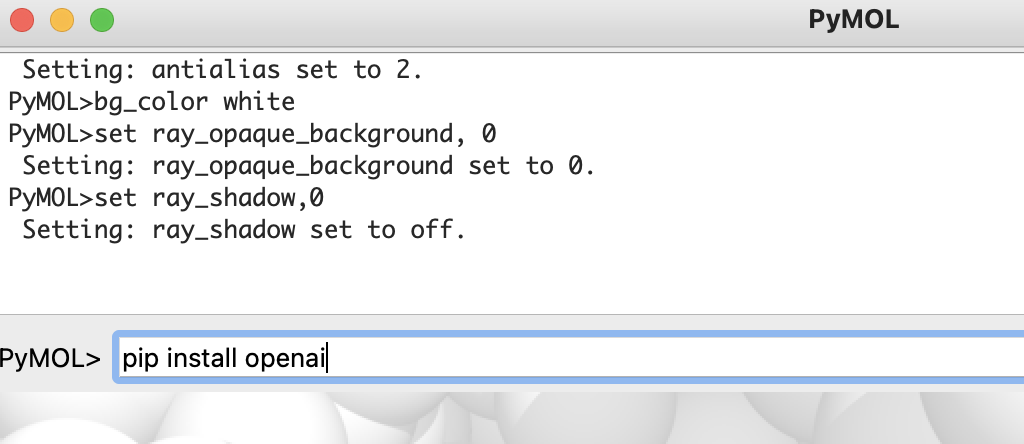 PyMOL
Setting: antialias set to 2.
PyMOL>bg_color white
PyMOL>set ray_opaque_background, 0
Setting: ray_opaque_background set to 0.
PyMOL>set ray_shadow,0
Setting: ray_shadow set to off.
PyMOL> pip install openai